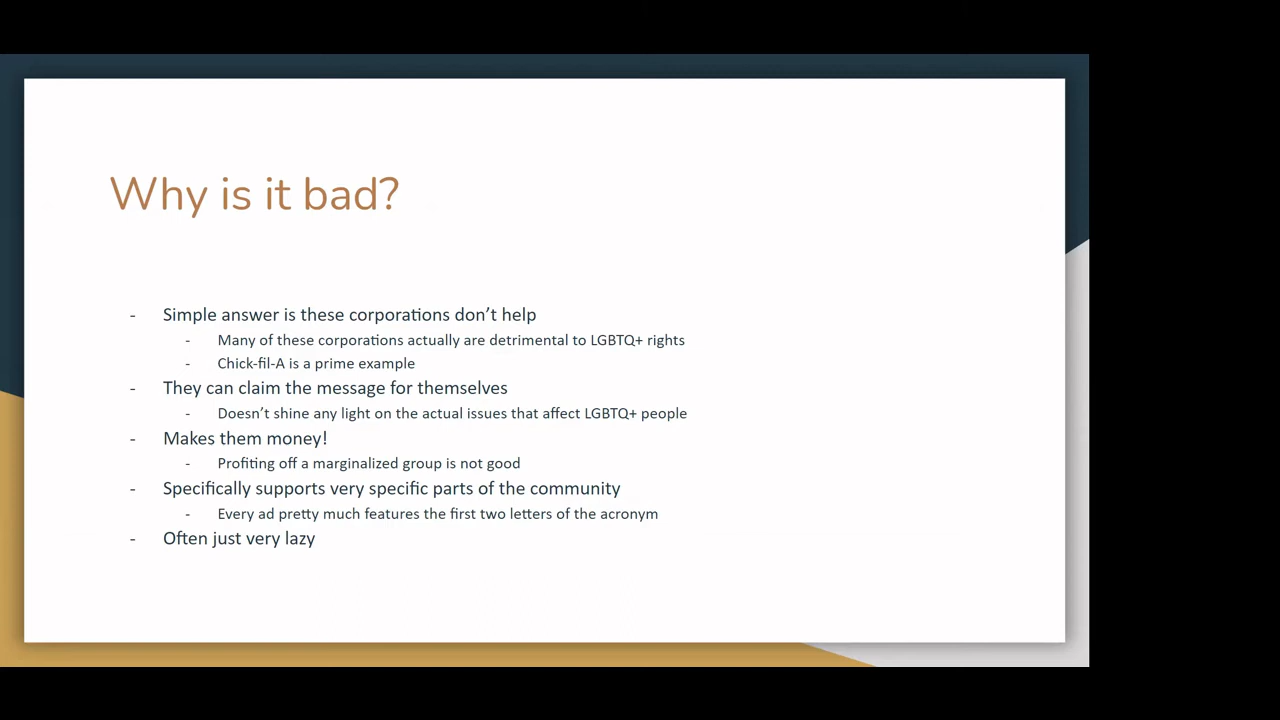 Why is it bad?
- Simple answer is these corporations don’t help
- Many of these corporations actually are detrimental to LGBTQ+ rights
- Chick-fil-A is a prime example
- They can claim the message for themselves
- Doesn’t shine any light on the actual issues that affect LGBTQ+ people
- Makes them money!
- Profiting off a marginalized group is not good
- Specifically supports very specific parts of the community
- Every ad pretty much features the first two letters of the acronym
- Often just very lazy